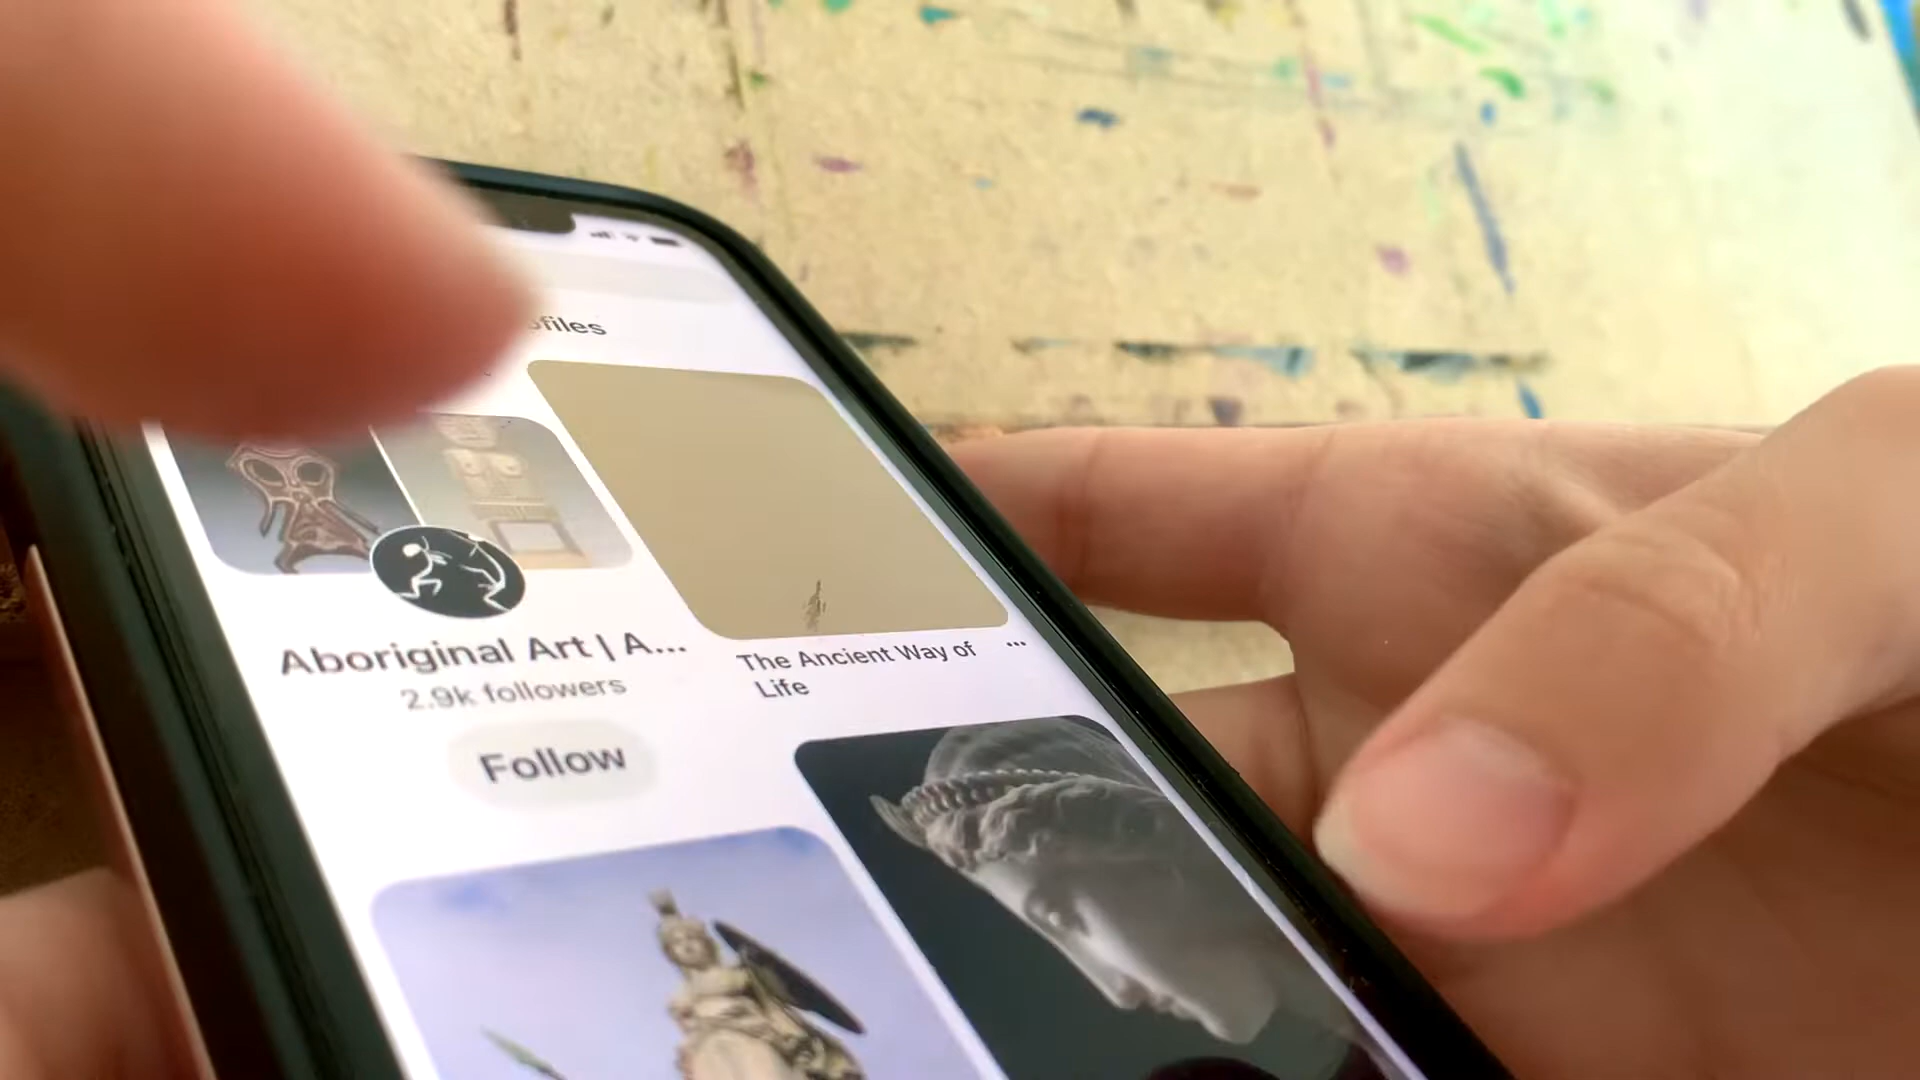 ofiles
Aboriginal Art | A...
2.9k followers
Follow
The Ancient Way of
Life